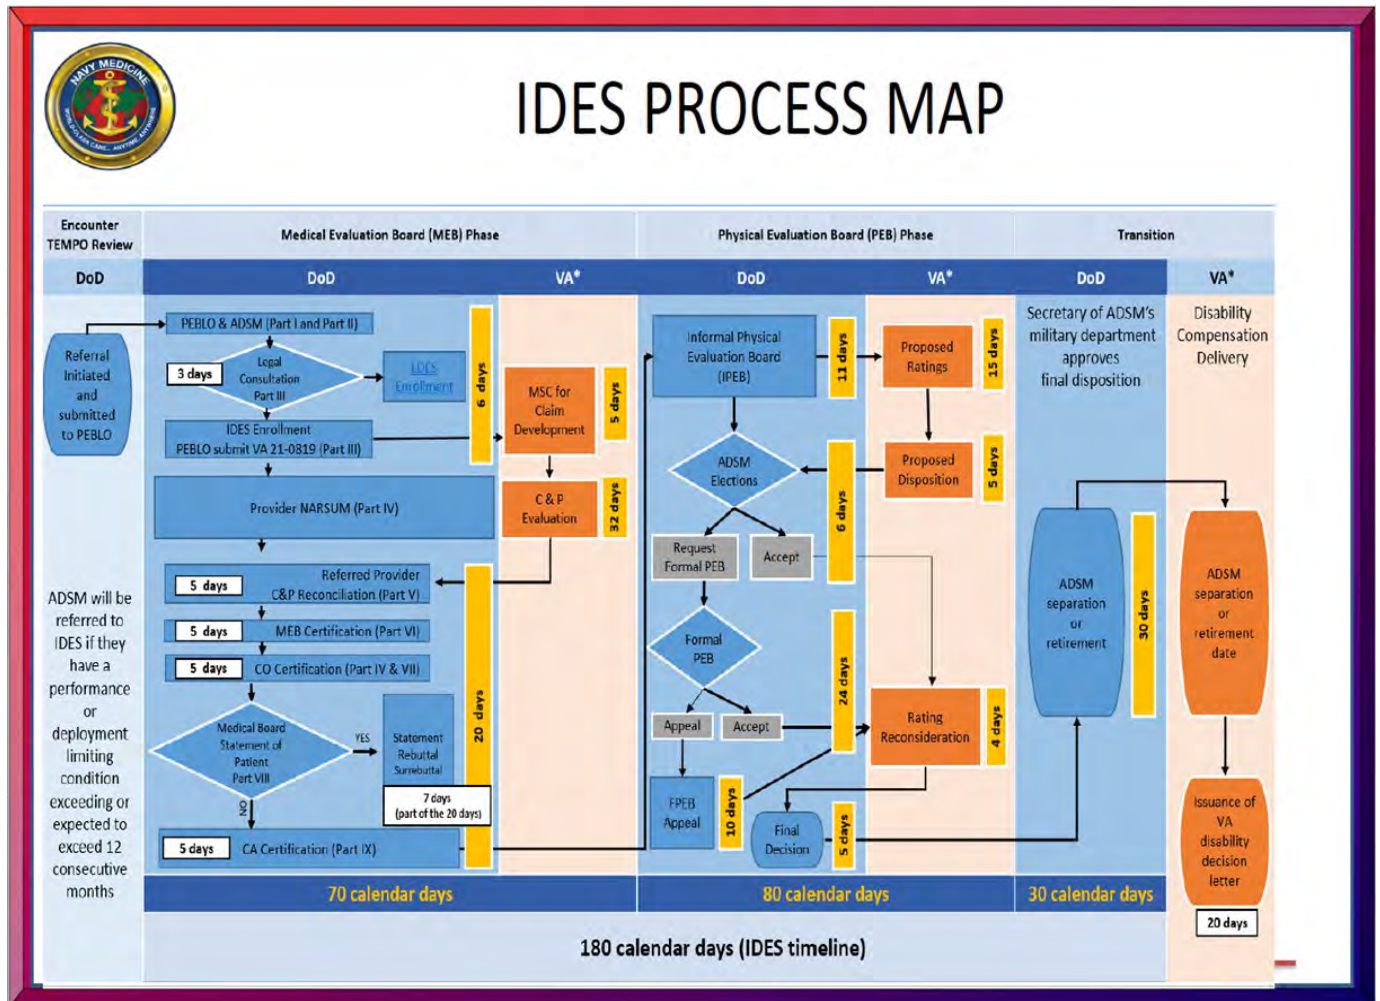 NAVY MEDICINE
WORLD CLASS CARE... ANYTIME, ANYWHERE
IDES PROCESS MAP
Encounter
TEMPO Review
Medical Evaluation Board (MEB) Phase
Physical Evaluation Board (PEB) Phase
Transition
DoD
DoD
VA*
DoD
VA*
DoD
VA*
Referral
Initiated
and
submitted
to PEBLO
ADSM will be
referred to
IDES if they
have a
performance
or
deployment
limiting
condition
exceeding or
expected to
exceed 12
consecutive
months
PEBLO & ADSM (Part I and Part II)
3 days
Legal
Consultation
Part III
LDES
Enrollment
6 days
IDES Enrollment
PEBLO submit VA 21-0819 (Part III)
Provider NARSUM (Part IV)
MSC for
Claim
Development
5 days
C & P
Evaluation
32 days
5 days
Referred Provider
C&P Reconciliation (Part V)
5 days
MEB Certification (Part VI)
5 days
CO Certification (Part IV & VII)
20 days
Medical Board
Statement of
Patient
Part VIII
YES
Statement
Rebuttal
Surrebuttal
7 days
(part of the 20 days)
NO
5 days
CA Certification (Part IX)
Informal Physical
Evaluation Board
(IPEB)
11 days
Proposed
Ratings
15 days
ADSM
Elections
Proposed
Disposition
5 days
6 days
Request
Formal PEB
Accept
Formal
PEB
24 days
Appeal
Accept
Rating
Reconsideration
4 days
FPEB
Appeal
10 days
Final
Decision
5 days
Secretary of ADSM's
military department
approves
final disposition
ADSM
separation
or
retirement
30 days
Disability
Compensation
Delivery
ADSM
separation
or
retirement
date
Issuance of
VA
disability
decision
letter
20 days
70 calendar days
80 calendar days
30 calendar days
180 calendar days (IDES timeline)